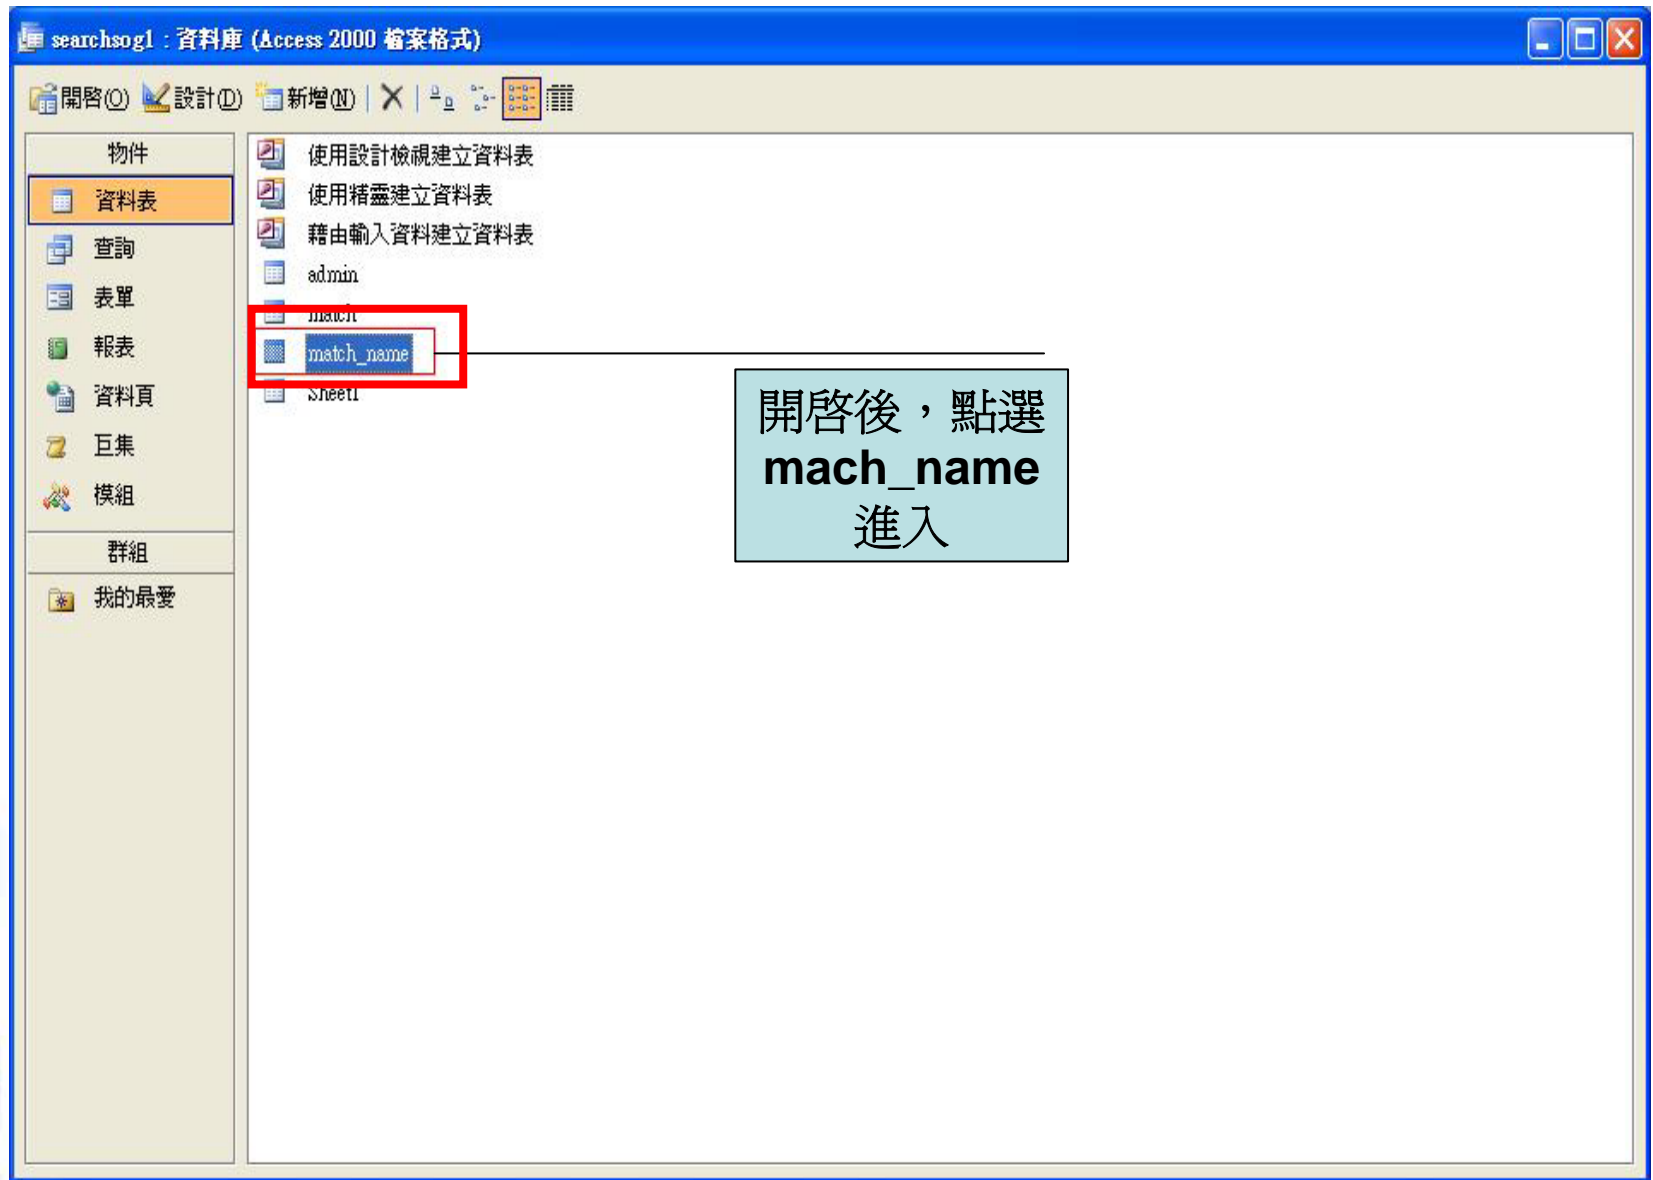 searchsog1 : 資料庫 (Access 2000 檔案格式)
開啓(O) 設計(D) 新增(N)
物件
資料表
查詢
表單
報表
資料頁
巨集
模組
群組
我的最愛
使用設計檢視建立資料表
使用精靈建立資料表
藉由輸入資料建立資料表
admin
match
match_name
Sheet1
開啓後，點選
mach_name
進入